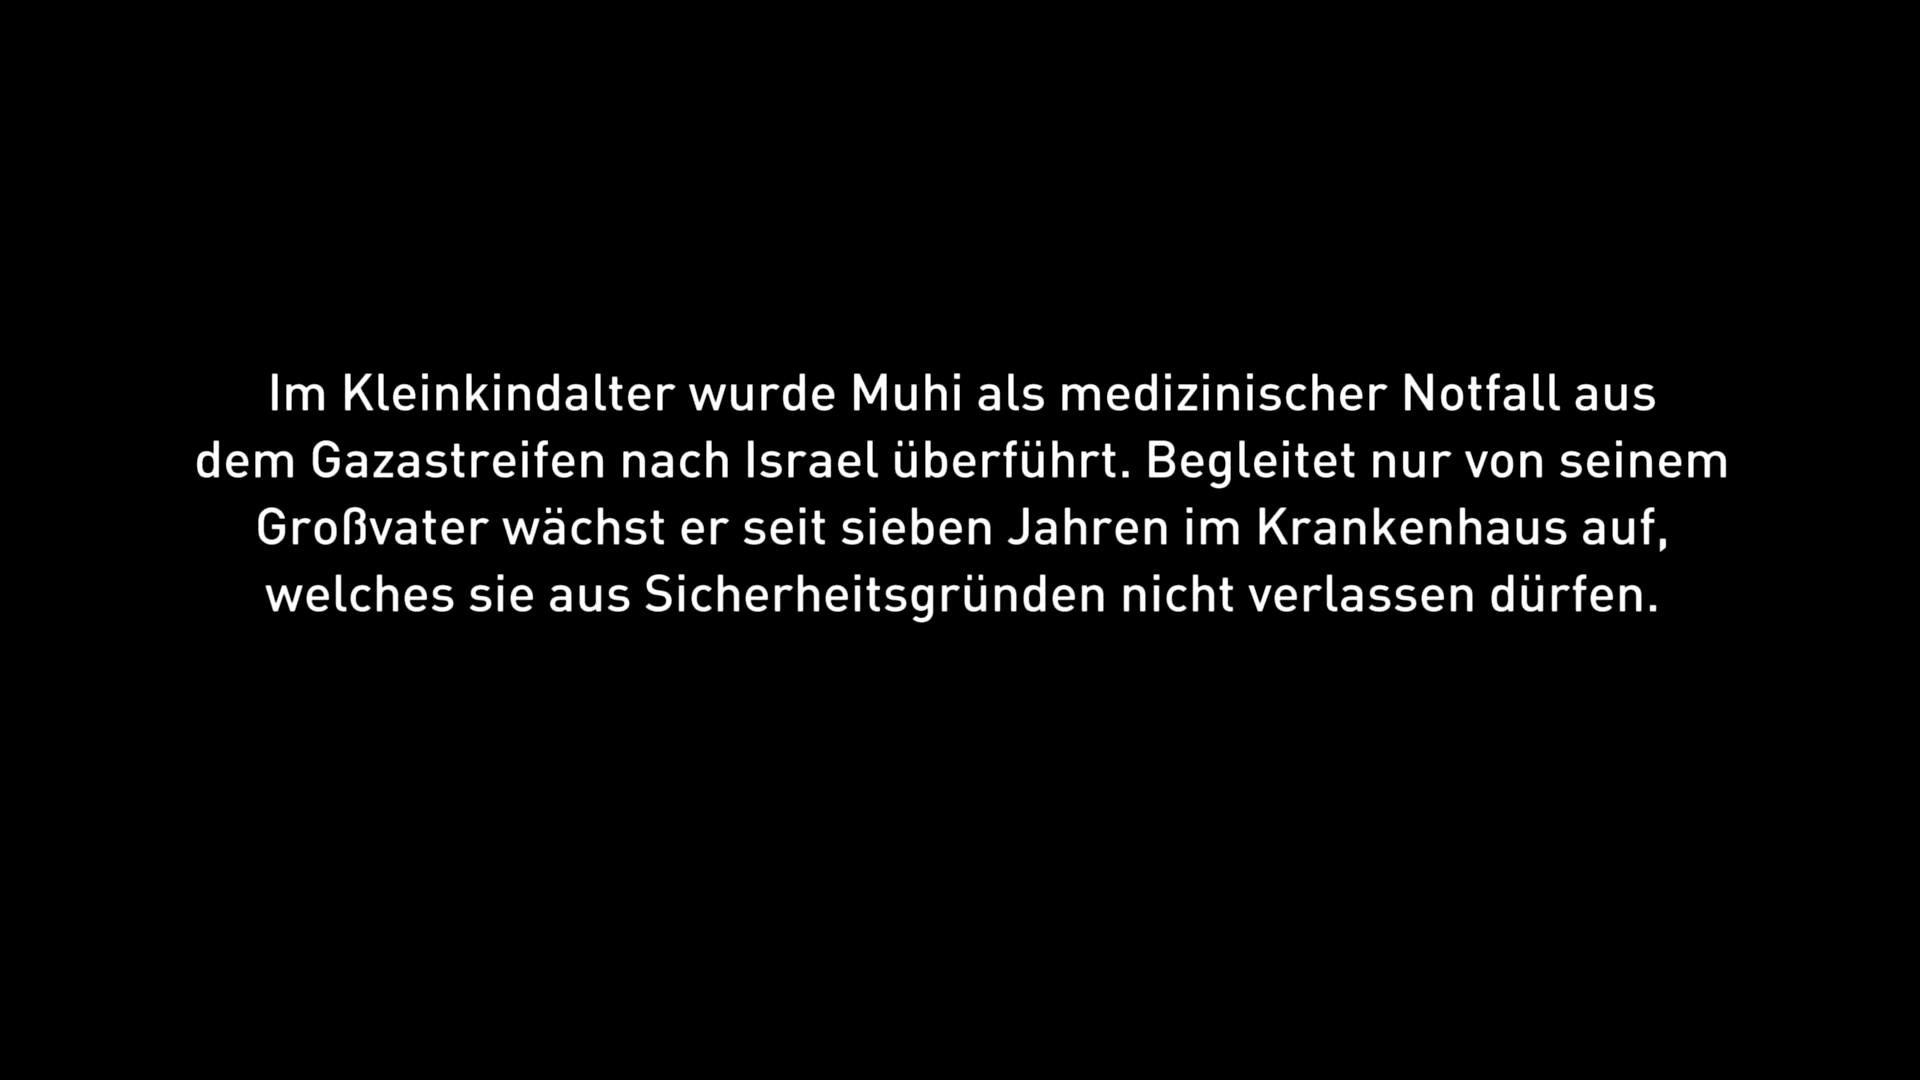 Im Kleinkindalter wurde Muhi als medizinischer Notfall aus
dem Gazastreifen nach Israel überführt. Begleitet nur von seinem
Großvater wächst er seit sieben Jahren im Krankenhaus auf,
welches sie aus Sicherheitsgründen nicht verlassen dürfen.